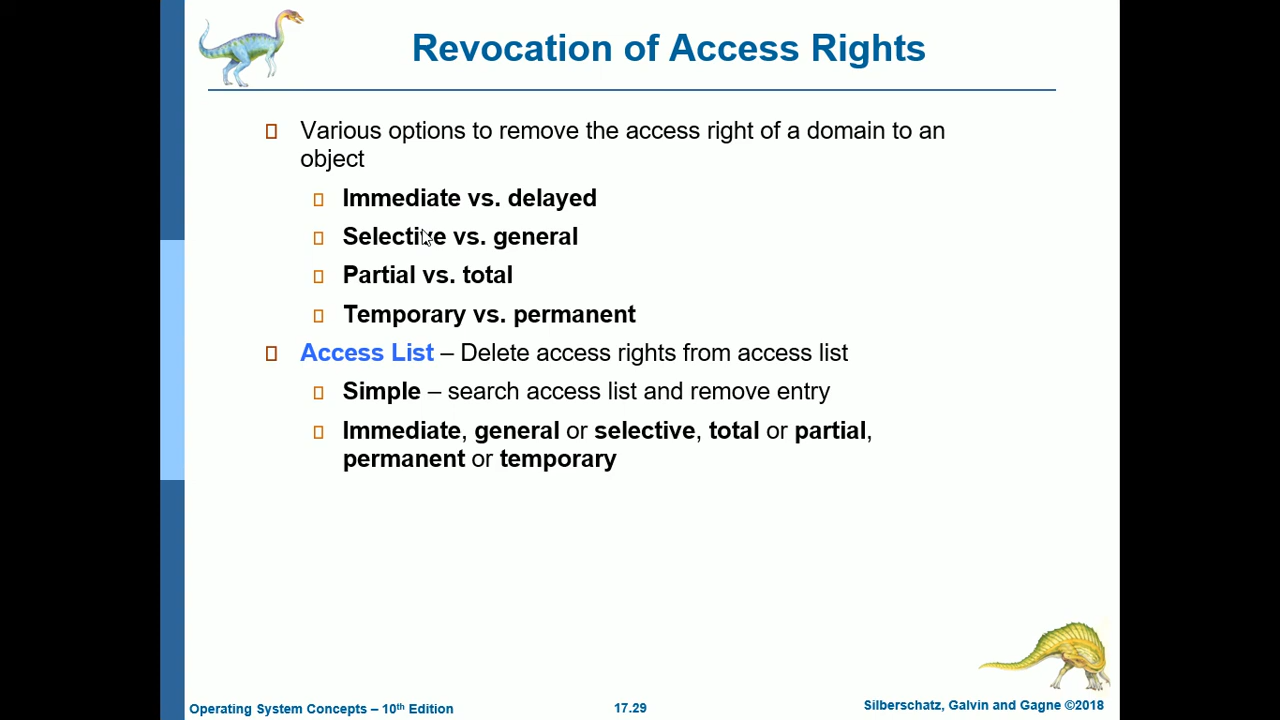 Revocation of Access Rights
Various options to remove the access right of a domain to an
object
Immediate vs. delayed
Selective vs. general
Partial vs. total
Temporary vs. permanent
Access List – Delete access rights from access list
Simple – search access list and remove entry
Immediate, general or selective, total or partial,
permanent or temporary
Operating System Concepts – 10th Edition
17.29
Silberschatz, Galvin and Gagne ©2018